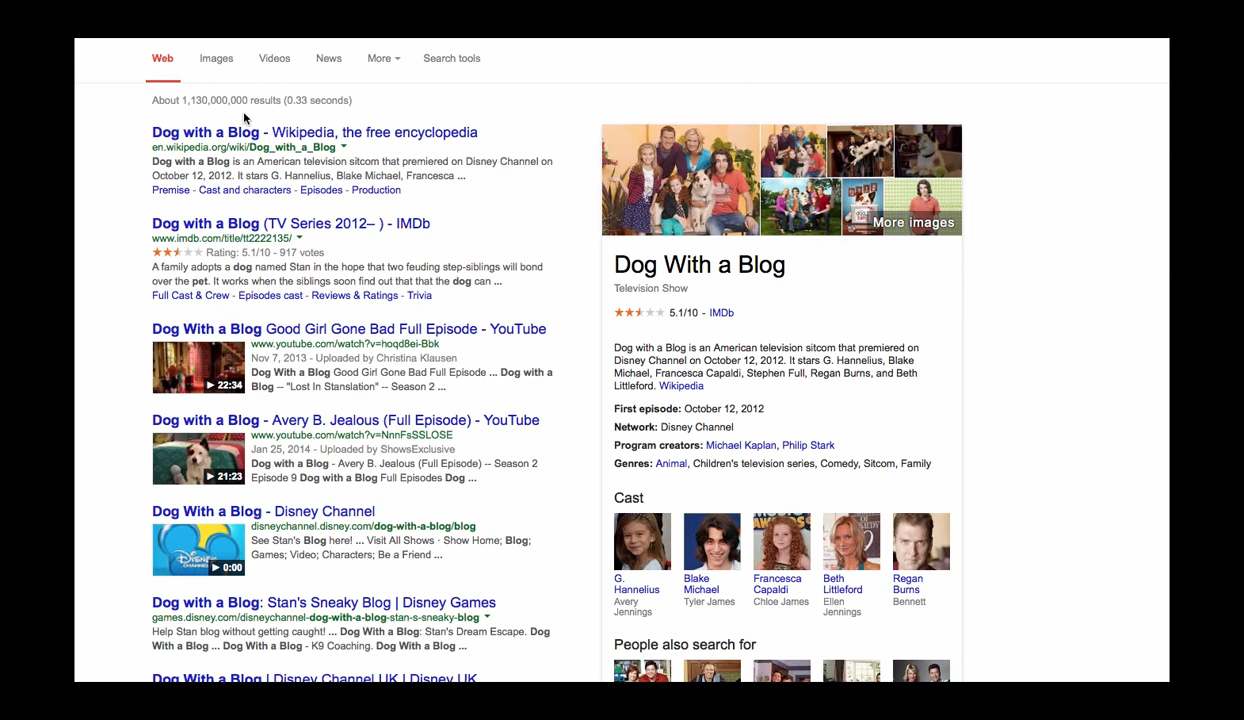 Web Images Videos News More Search tools
About 1,130,000,000 results (0.33 seconds)
Dog with a Blog - Wikipedia, the free encyclopedia
en.wikipedia.org/wiki/Dog_with_a_Blog
Dog with a Blog is an American television sitcom that premiered on Disney Channel on
October 12, 2012. It stars G. Hannelius, Blake Michael, Francesca ...
Premise - Cast and characters - Episodes - Production
Dog with a Blog (TV Series 2012– ) - IMDb
www.imdb.com/title/tt2222135/
Rating: 5.1/10 - 917 votes
A family adopts a dog named Stan in the hope that two feuding step-siblings will bond
over the pet. It works when the siblings soon find out that that the dog can ...
Full Cast & Crew - Episodes cast - Reviews & Ratings - Trivia
Dog With a Blog Good Girl Gone Bad Full Episode - YouTube
www.youtube.com/watch?v=hoqd8ei-Bbk
Nov 7, 2013 - Uploaded by Christina Klausen
Dog With a Blog Good Girl Gone Bad Full Episode ... Dog with a
Blog -- "Lost In Stanslation" -- Season 2 ...
22:34
Dog with a Blog - Avery B. Jealous (Full Episode) - YouTube
www.youtube.com/watch?v=NnnFsSSLOSE
Jan 25, 2014 - Uploaded by ShowsExclusive
Dog with a Blog - Avery B. Jealous (Full Episode) -- Season 2
Episode 9 Dog with a Blog Full Episodes Dog ...
21:23
Dog With a Blog - Disney Channel
disneychannel.disney.com/dog-with-a-blog/blog
See Stan's Blog here! ... Visit All Shows · Show Home; Blog;
Games; Video; Characters; Be a Friend ...
0:00
Dog with a Blog: Stan's Sneaky Blog | Disney Games
games.disney.com/disneychannel-dog-with-a-blog-stan-s-sneaky-blog
Help Stan blog without getting caught! ... Dog With a Blog: Stan's Dream Escape. Dog
With a Blog ... Dog With a Blog - K9 Coaching. Dog With a Blog ...
Dog With a Blog | Disney Channel UK | Disney UK
More images
Dog With a Blog
Television Show
5.1/10 - IMDb
Dog with a Blog is an American television sitcom that premiered on
Disney Channel on October 12, 2012. It stars G. Hannelius, Blake
Michael, Francesca Capaldi, Stephen Full, Regan Burns, and Beth
Littleford. Wikipedia
First episode: October 12, 2012
Network: Disney Channel
Program creators: Michael Kaplan, Philip Stark
Genres: Animal, Children's television series, Comedy, Sitcom, Family
Cast
G. Hannelius
Avery Jennings
Blake Michael
Tyler James
Francesca Capaldi
Chloe James
Beth Littleford
Ellen Jennings
Regan Burns
Bennett
People also search for